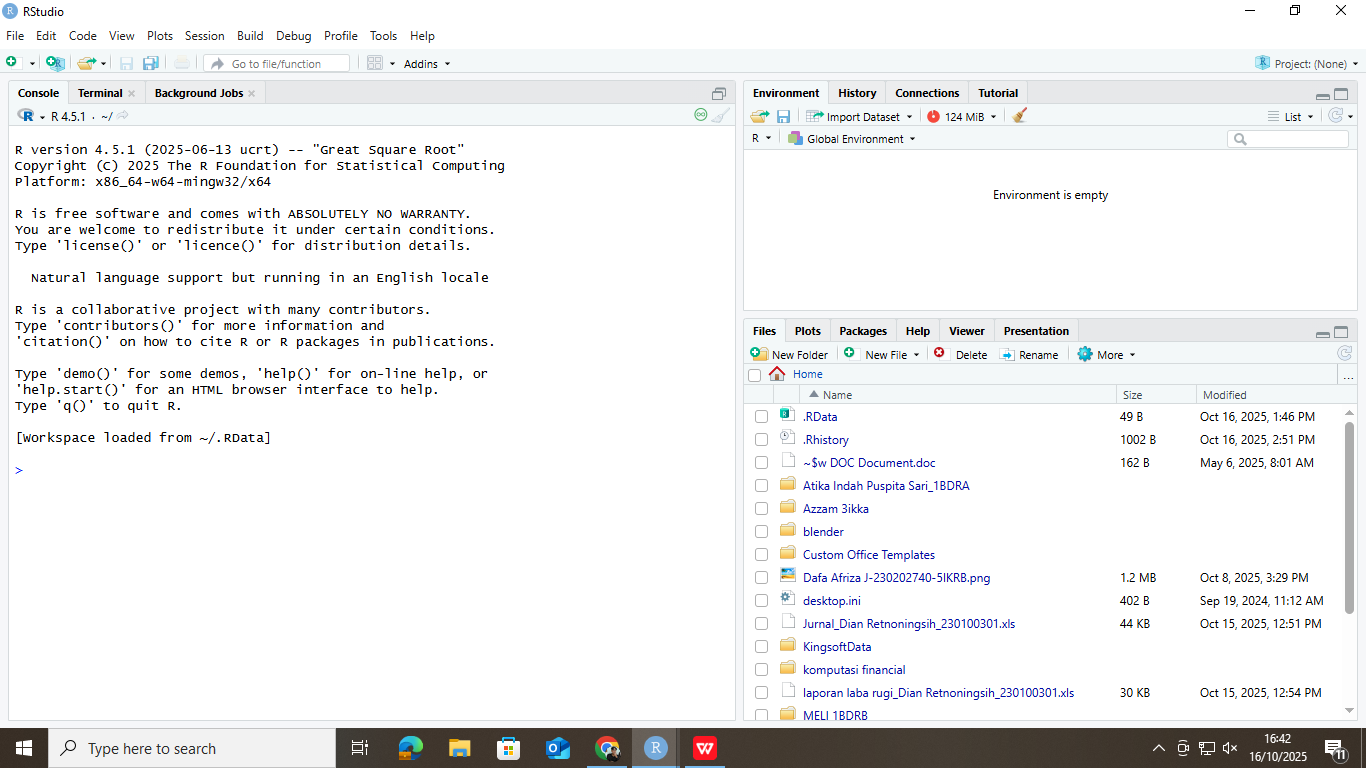 RStudio
File Edit Code View Plots Session Build Debug Profile Tools Help
Go to file/function Addins Project: (None)
Console Terminal Background Jobs
R 4.5.1 · ~/
R version 4.5.1 (2025-06-13 ucrt) -- "Great Square Root"
Copyright (C) 2025 The R Foundation for Statistical Computing
Platform: x86_64-w64-mingw32/x64
R is free software and comes with ABSOLUTELY NO WARRANTY.
You are welcome to redistribute it under certain conditions.
Type 'license()' or 'licence()' for distribution details.
Natural language support but running in an English locale
R is a collaborative project with many contributors.
Type 'contributors()' for more information and
'citation()' on how to cite R or R packages in publications.
Type 'demo()' for some demos, 'help()' for on-line help, or
'help.start()' for an HTML browser interface to help.
Type 'q()' to quit R.
[Workspace loaded from ~/.RData]
>
Environment History Connections Tutorial
Import Dataset 124 MiB List
R Global Environment
Environment is empty
Files Plots Packages Help Viewer Presentation
New Folder New File Delete Rename More
Home ...
Name Size Modified
.RData 49 B Oct 16, 2025, 1:46 PM
.Rhistory 1002 B Oct 16, 2025, 2:51 PM
~$w DOC Document.doc 162 B May 6, 2025, 8:01 AM
Atika Indah Puspita Sari_1BDRA
Azzam 3ikka
blender
Custom Office Templates
Dafa Afriza J-230202740-5IKRB.png 1.2 MB Oct 8, 2025, 3:29 PM
desktop.ini 402 B Sep 19, 2024, 11:12 AM
Jurnal_Dian Retnoningsih_230100301.xls 44 KB Oct 15, 2025, 12:51 PM
KingsoftData
komputasi financial
laporan laba rugi_Dian Retnoningsih_230100301.xls 30 KB Oct 15, 2025, 12:54 PM
MELI 1BDRB
Type here to search
16:42
16/10/2025
11